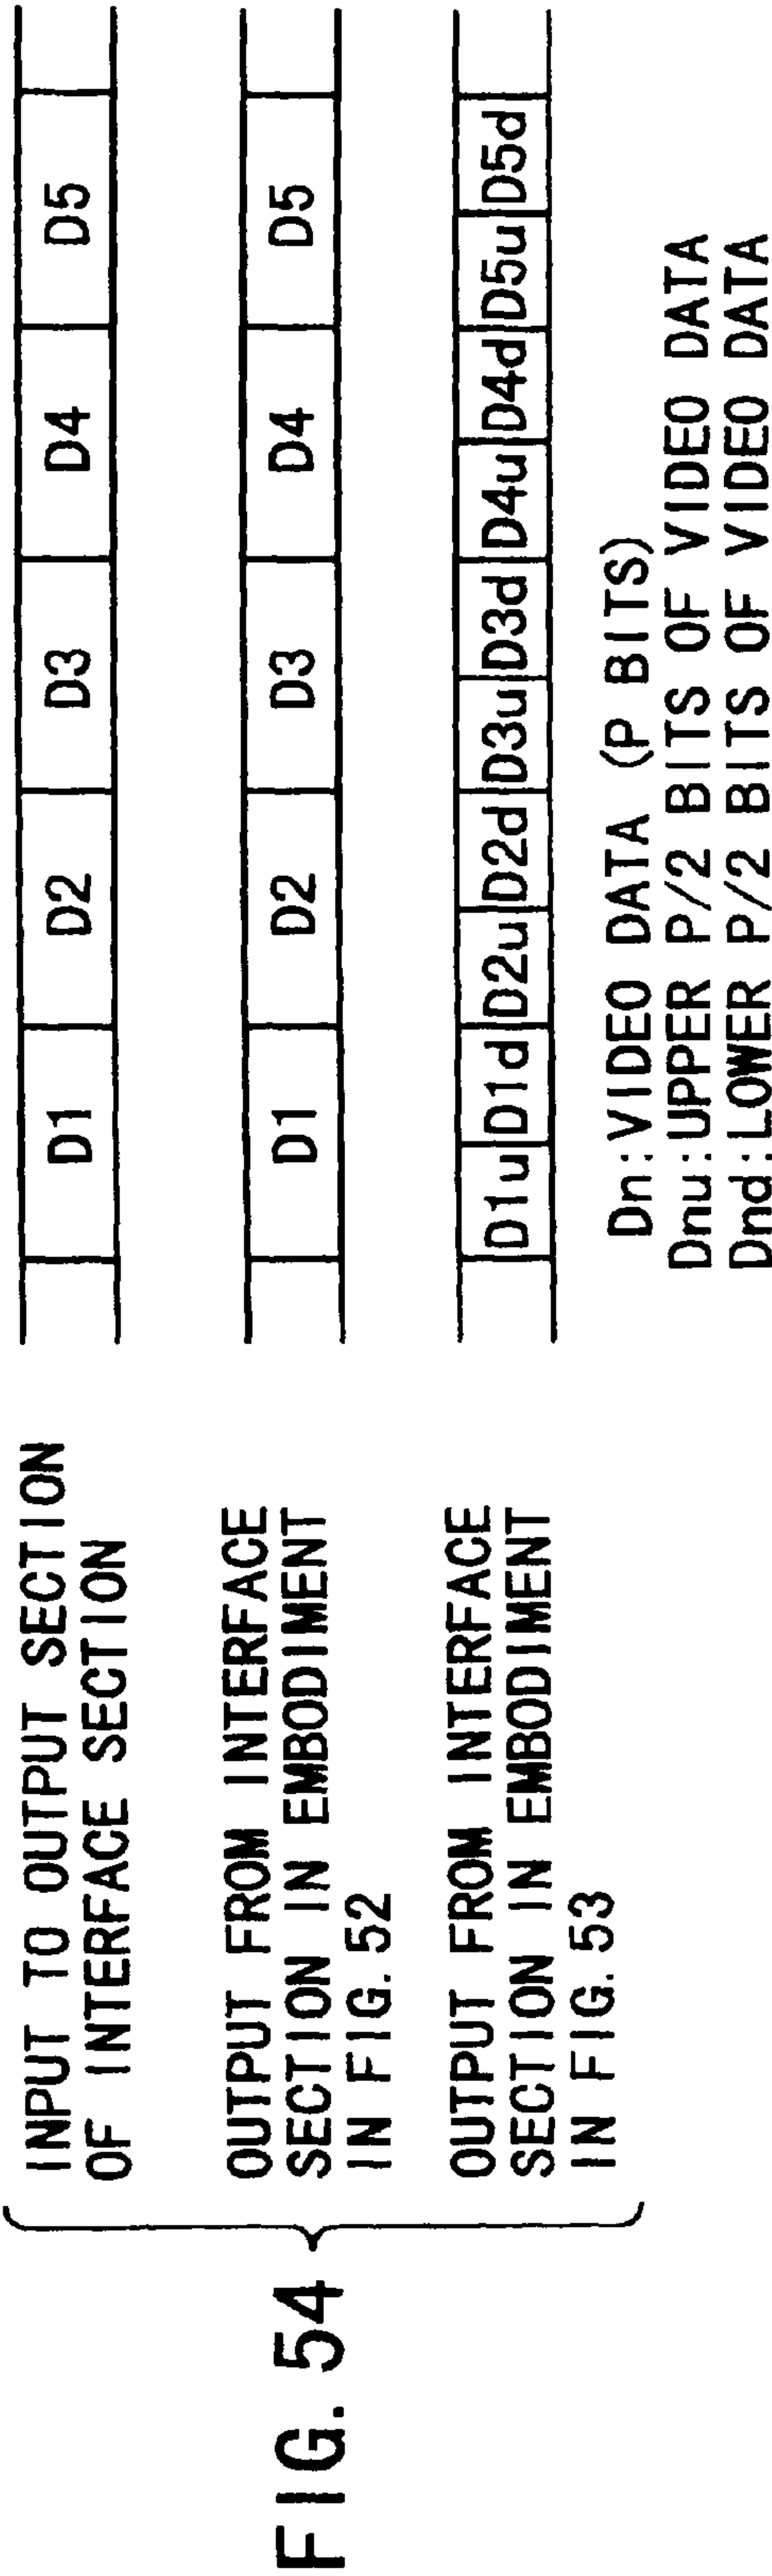 FIG. 54
INPUT TO OUTPUT SECTION
OF INTERFACE SECTION
D1 D2 D3 D4 D5
OUTPUT FROM INTERFACE
SECTION IN EMBODIMENT
IN FIG. 52
D1 D2 D3 D4 D5
OUTPUT FROM INTERFACE
SECTION IN EMBODIMENT
IN FIG. 53
D1u D1d D2u D2d D3u D3d D4u D4d D5u D5d
Dn:VIDEO DATA (P BITS)
Dnu:UPPER P/2 BITS OF VIDEO DATA
Dnd:LOWER P/2 BITS OF VIDEO DATA